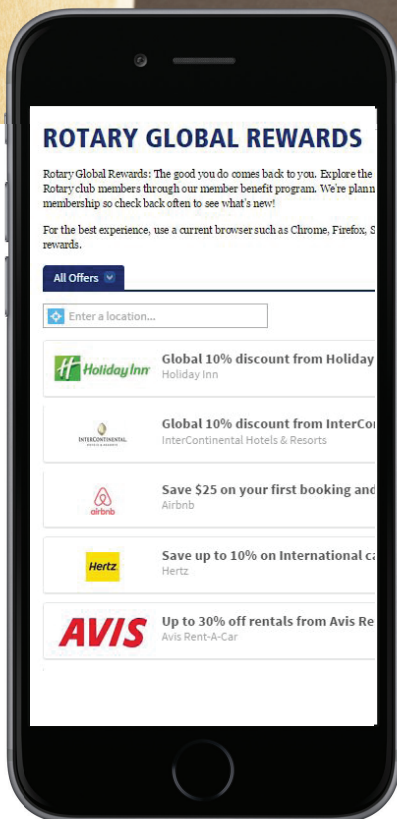 ROTARY GLOBAL REWARDS
Rotary Global Rewards: The good you do comes back to you. Explore the
Rotary club members through our member benefit program. We're plann
membership so check back often to see what's new!
For the best experience, use a current browser such as Chrome, Firefox, S
rewards.
All Offers
Enter a location...
Holiday Inn
Global 10% discount from Holiday
Holiday Inn
INTERCONTINENTAL
HOTELS & RESORTS
Global 10% discount from InterCon
InterContinental Hotels & Resorts
airbnb
Save $25 on your first booking and
Airbnb
Hertz
Save up to 10% on International ca
Hertz
AVIS
Up to 30% off rentals from Avis Re
Avis Rent-A-Car